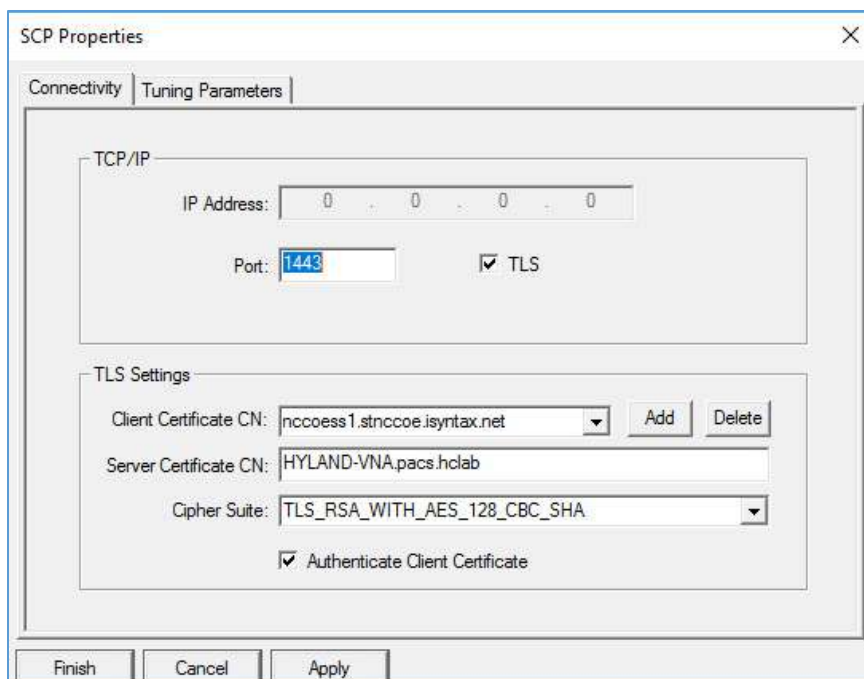 SCP Properties
Connectivity Tuning Parameters
TCP/IP
IP Address: 0 . 0 . 0 . 0
Port: 1443 TLS
TLS Settings
Client Certificate CN: nccoess1.stnccoe.isyntax.net Add Delete
Server Certificate CN: HYLAND-VNA.pacs.hclab
Cipher Suite: TLS_RSA_WITH_AES_128_CBC_SHA
Authenticate Client Certificate
Finish Cancel Apply